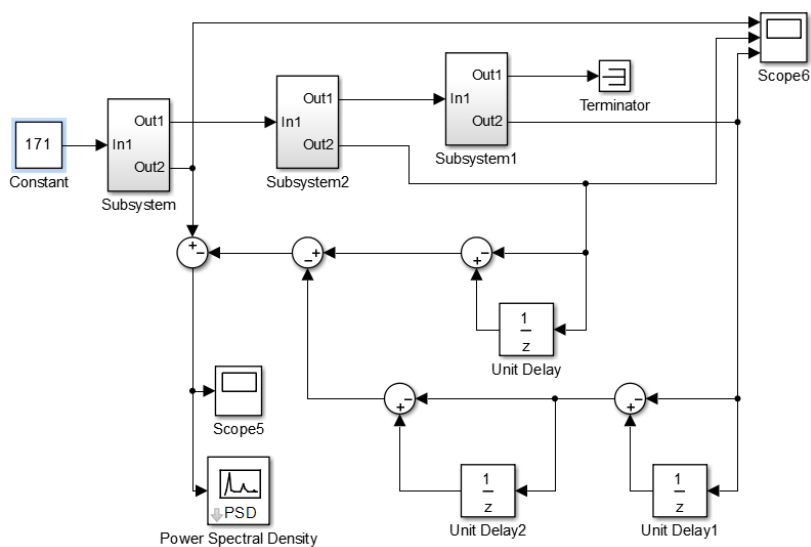 Scope6
Out1
In1
Out2
Subsystem1
Terminator
Out1
In1
Out2
Subsystem2
171
Constant
Out1
In1
Out2
Subsystem
+
−
−
+
−
−
+
1
z
Unit Delay
Scope5
−
+
−
+
1
z
Unit Delay2
1
z
Unit Delay1
PSD
Power Spectral Density